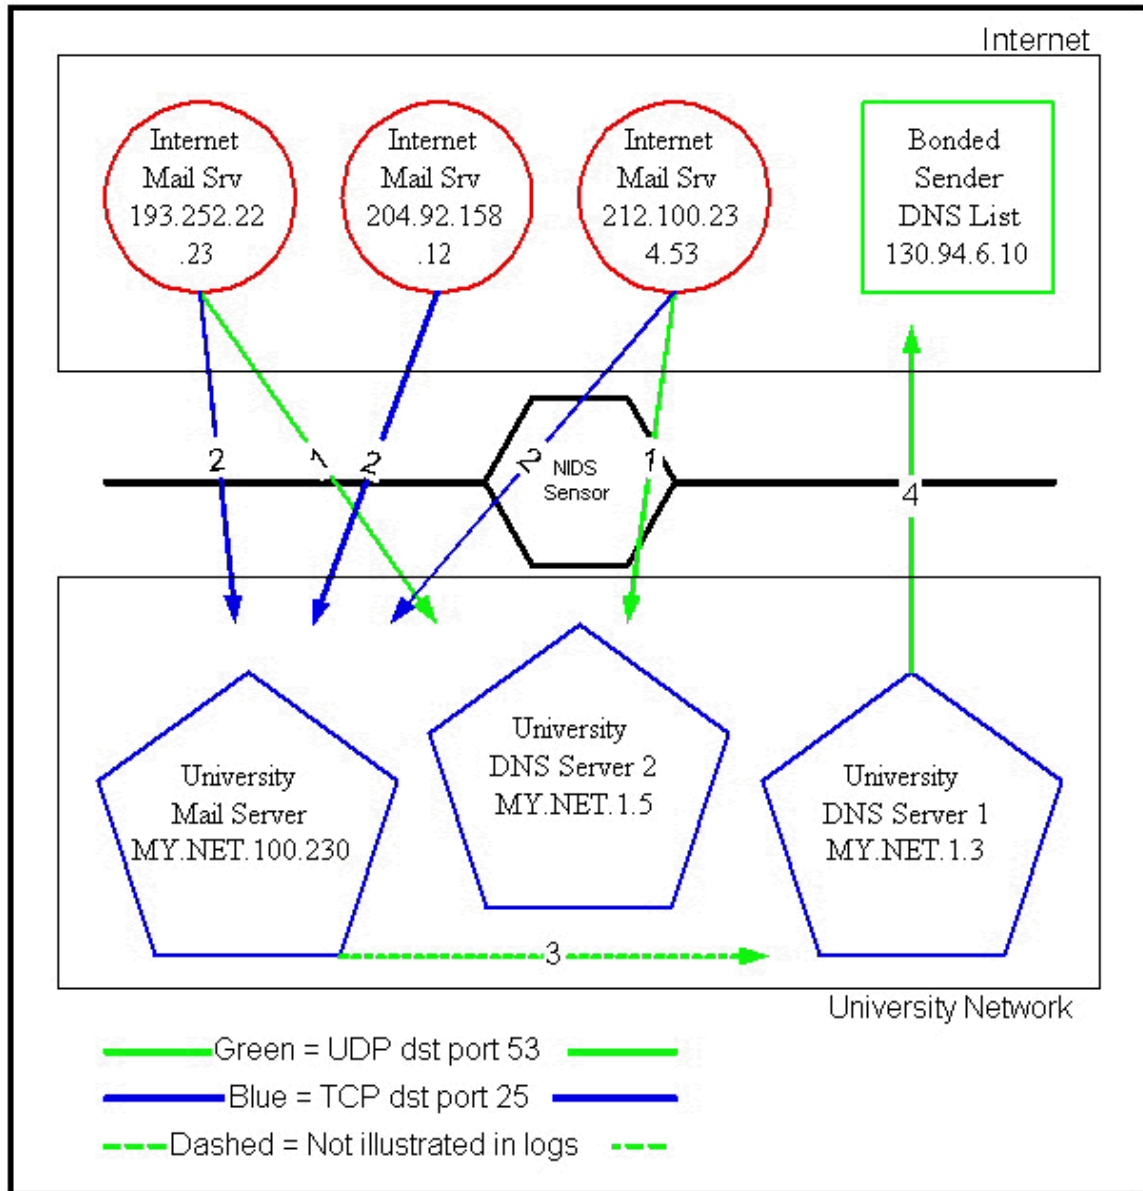 Internet
Internet
Mail Srv
193.252.22
.23
Internet
Mail Srv
204.92.158
.12
Internet
Mail Srv
212.100.23
4.53
Bonded
Sender
DNS List
130.94.6.10
2
1
2
2
NIDS
Sensor
1
4
University
Mail Server
MY.NET.100.230
University
DNS Server 2
MY.NET.1.5
University
DNS Server 1
MY.NET.1.3
3
University Network
Green = UDP dst port 53
Blue = TCP dst port 25
Dashed = Not illustrated in logs